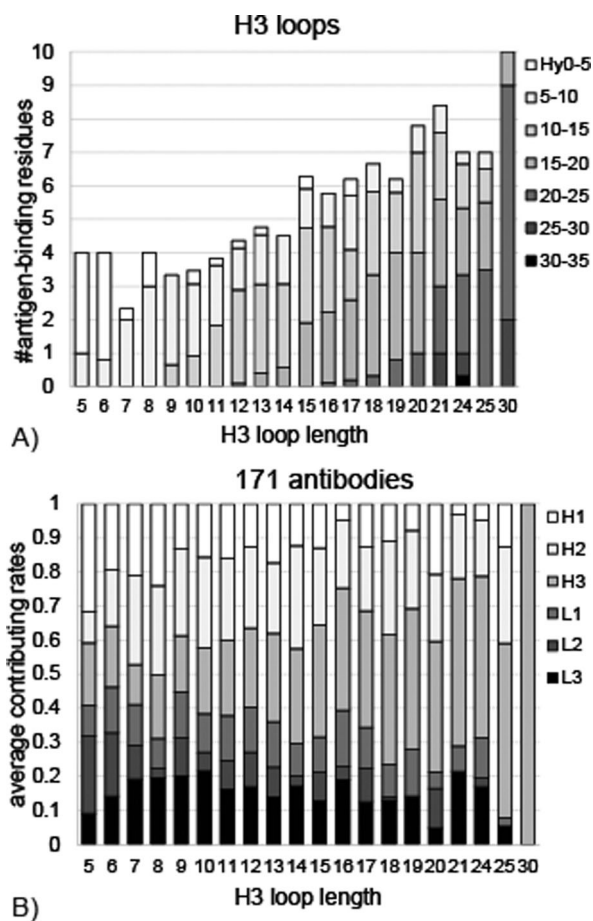 H3 loops
#antigen-binding residues
10
9
8
7
6
5
4
3
2
1
0
Hy0-5
5-10
10-15
15-20
20-25
25-30
30-35
5 6 7 8 9 10 11 12 13 14 15 16 17 18 19 20 21 24 25 30
H3 loop length
A)
171 antibodies
average contributing rates
1
0.9
0.8
0.7
0.6
0.5
0.4
0.3
0.2
0.1
0
H1
H2
H3
L1
L2
L3
5 6 7 8 9 10 11 12 13 14 15 16 17 18 19 20 21 24 25 30
H3 loop length
B)